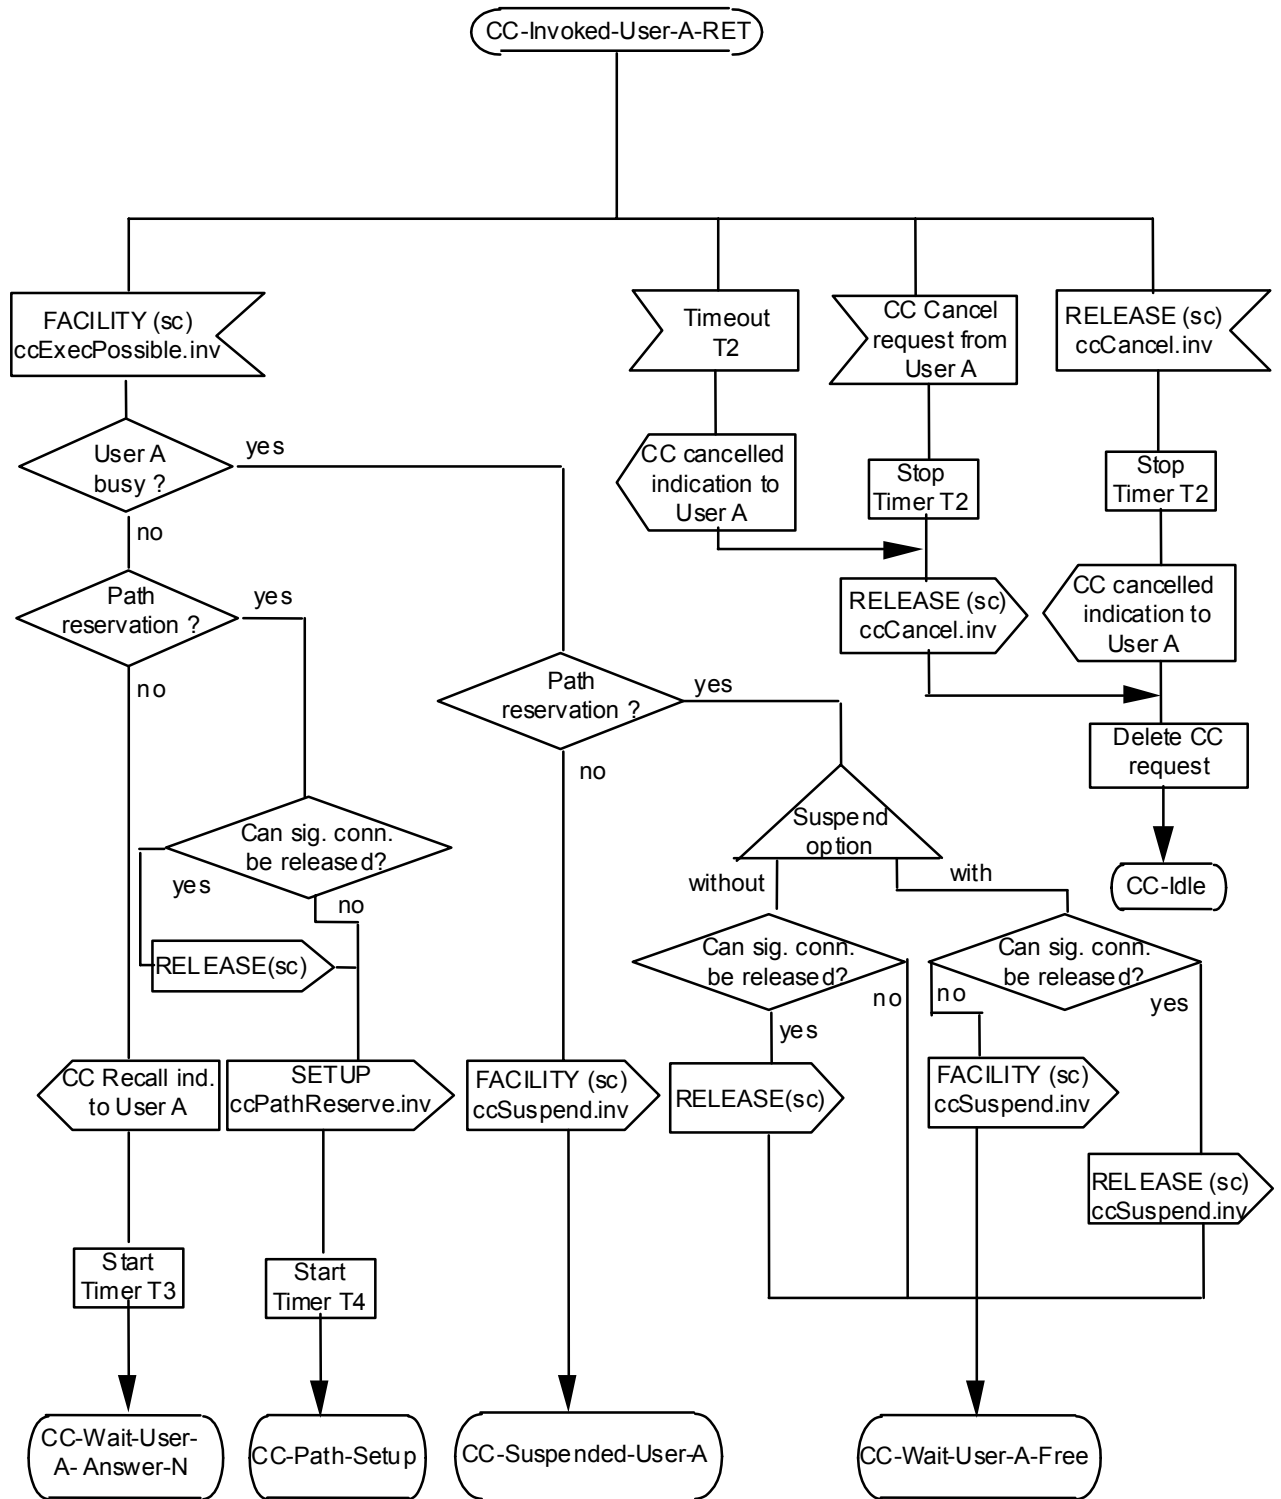 CC-Invoked-User-A-RET
FACILITY (sc)
ccExecPossible.inv
Timeout
T2
CC Cancel
request from
User A
RELEASE (sc)
ccCancel.inv
User A
busy ?
yes
no
CC cancelled
indication to
User A
Stop
Timer T2
Stop
Timer T2
Path
reservation ?
yes
no
RELEASE (sc)
ccCancel.inv
CC cancelled
indication to
User A
Path
reservation ?
yes
no
Delete CC
request
Can sig. conn.
be released?
yes
no
Suspend
option
without
with
CC-Idle
RELEASE(sc)
Can sig. conn.
be released?
no
yes
Can sig. conn.
be released?
no
yes
CC Recall ind.
to User A
SETUP
ccPathReserve.inv
FACILITY (sc)
ccSuspend.inv
RELEASE(sc)
FACILITY (sc)
ccSuspend.inv
RELEASE (sc)
ccSuspend.inv
Start
Timer T3
Start
Timer T4
CC-Wait-User-
A- Answer-N
CC-Path-Setup
CC-Suspended-User-A
CC-Wait-User-A-Free